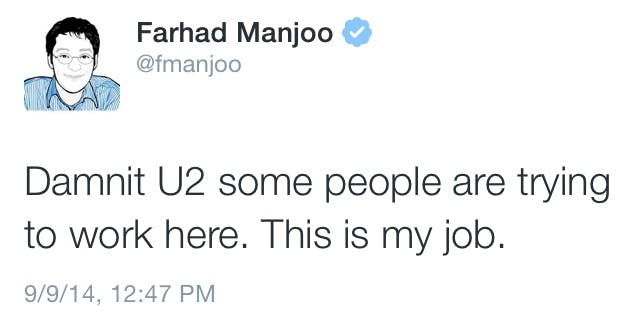 Farhad Manjoo
@fmanjoo
Damnit U2 some people are trying
to work here. This is my job.
9/9/14, 12:47 PM